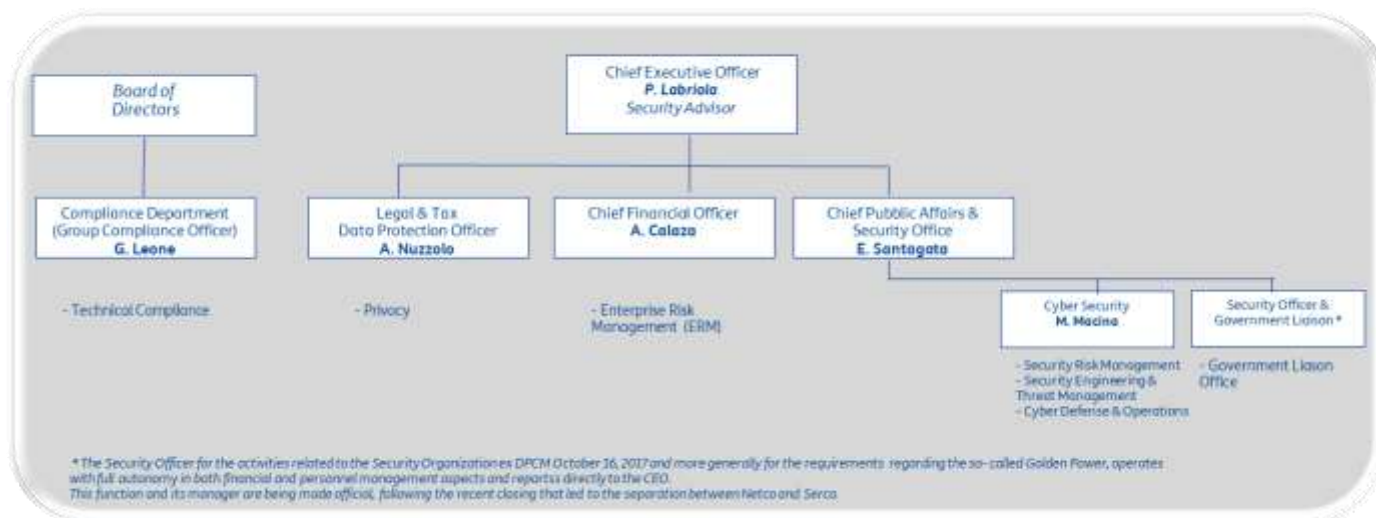 Board of
Directors
Chief Executive Officer
P. Labriola
Security Advisor
Compliance Department
(Group Compliance Officer)
G. Leone
Legal & Tax
Data Protection Officer
A. Nuzzolo
Chief Financial Officer
A. Calaza
Chief Pubblic Affairs &
Security Office
E. Santagata
- Technical Compliance
- Privacy
- Enterprise Risk
Management (ERM)
Cyber Security
M. Macina
Security Officer &
Government Liaison *
- Security Risk Management
- Security Engineering &
Threat Management
- Cyber Defense & Operations
- Government Liason
Office
* The Security Officer for the activities related to the Security Organization ex DPCM October 16, 2017 and more generally for the requirements regarding the so- called Golden Power, operates
with full autonomy in both financial and personnel management aspects and reportss directly to the CEO.
This function and its manager are being made official, following the recent closing that led to the separation between Netco and Serco.